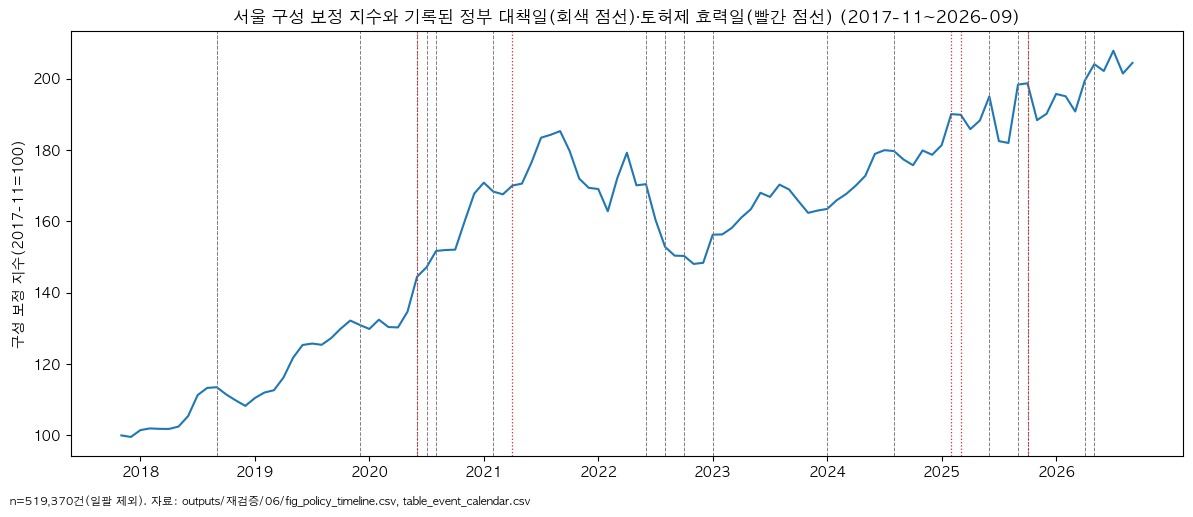 서울 구성 보정 지수와 기록된 정부 대책일(회색 점선)·토허제 효력일(빨간 점선) (2017-11~2026-09)
구성 보정 지수(2017-11=100)
200
180
160
140
120
100
2018 2019 2020 2021 2022 2023 2024 2025 2026
n=519,370건(일괄 제외). 자료: outputs/재검증/06/fig_policy_timeline.csv, table_event_calendar.csv